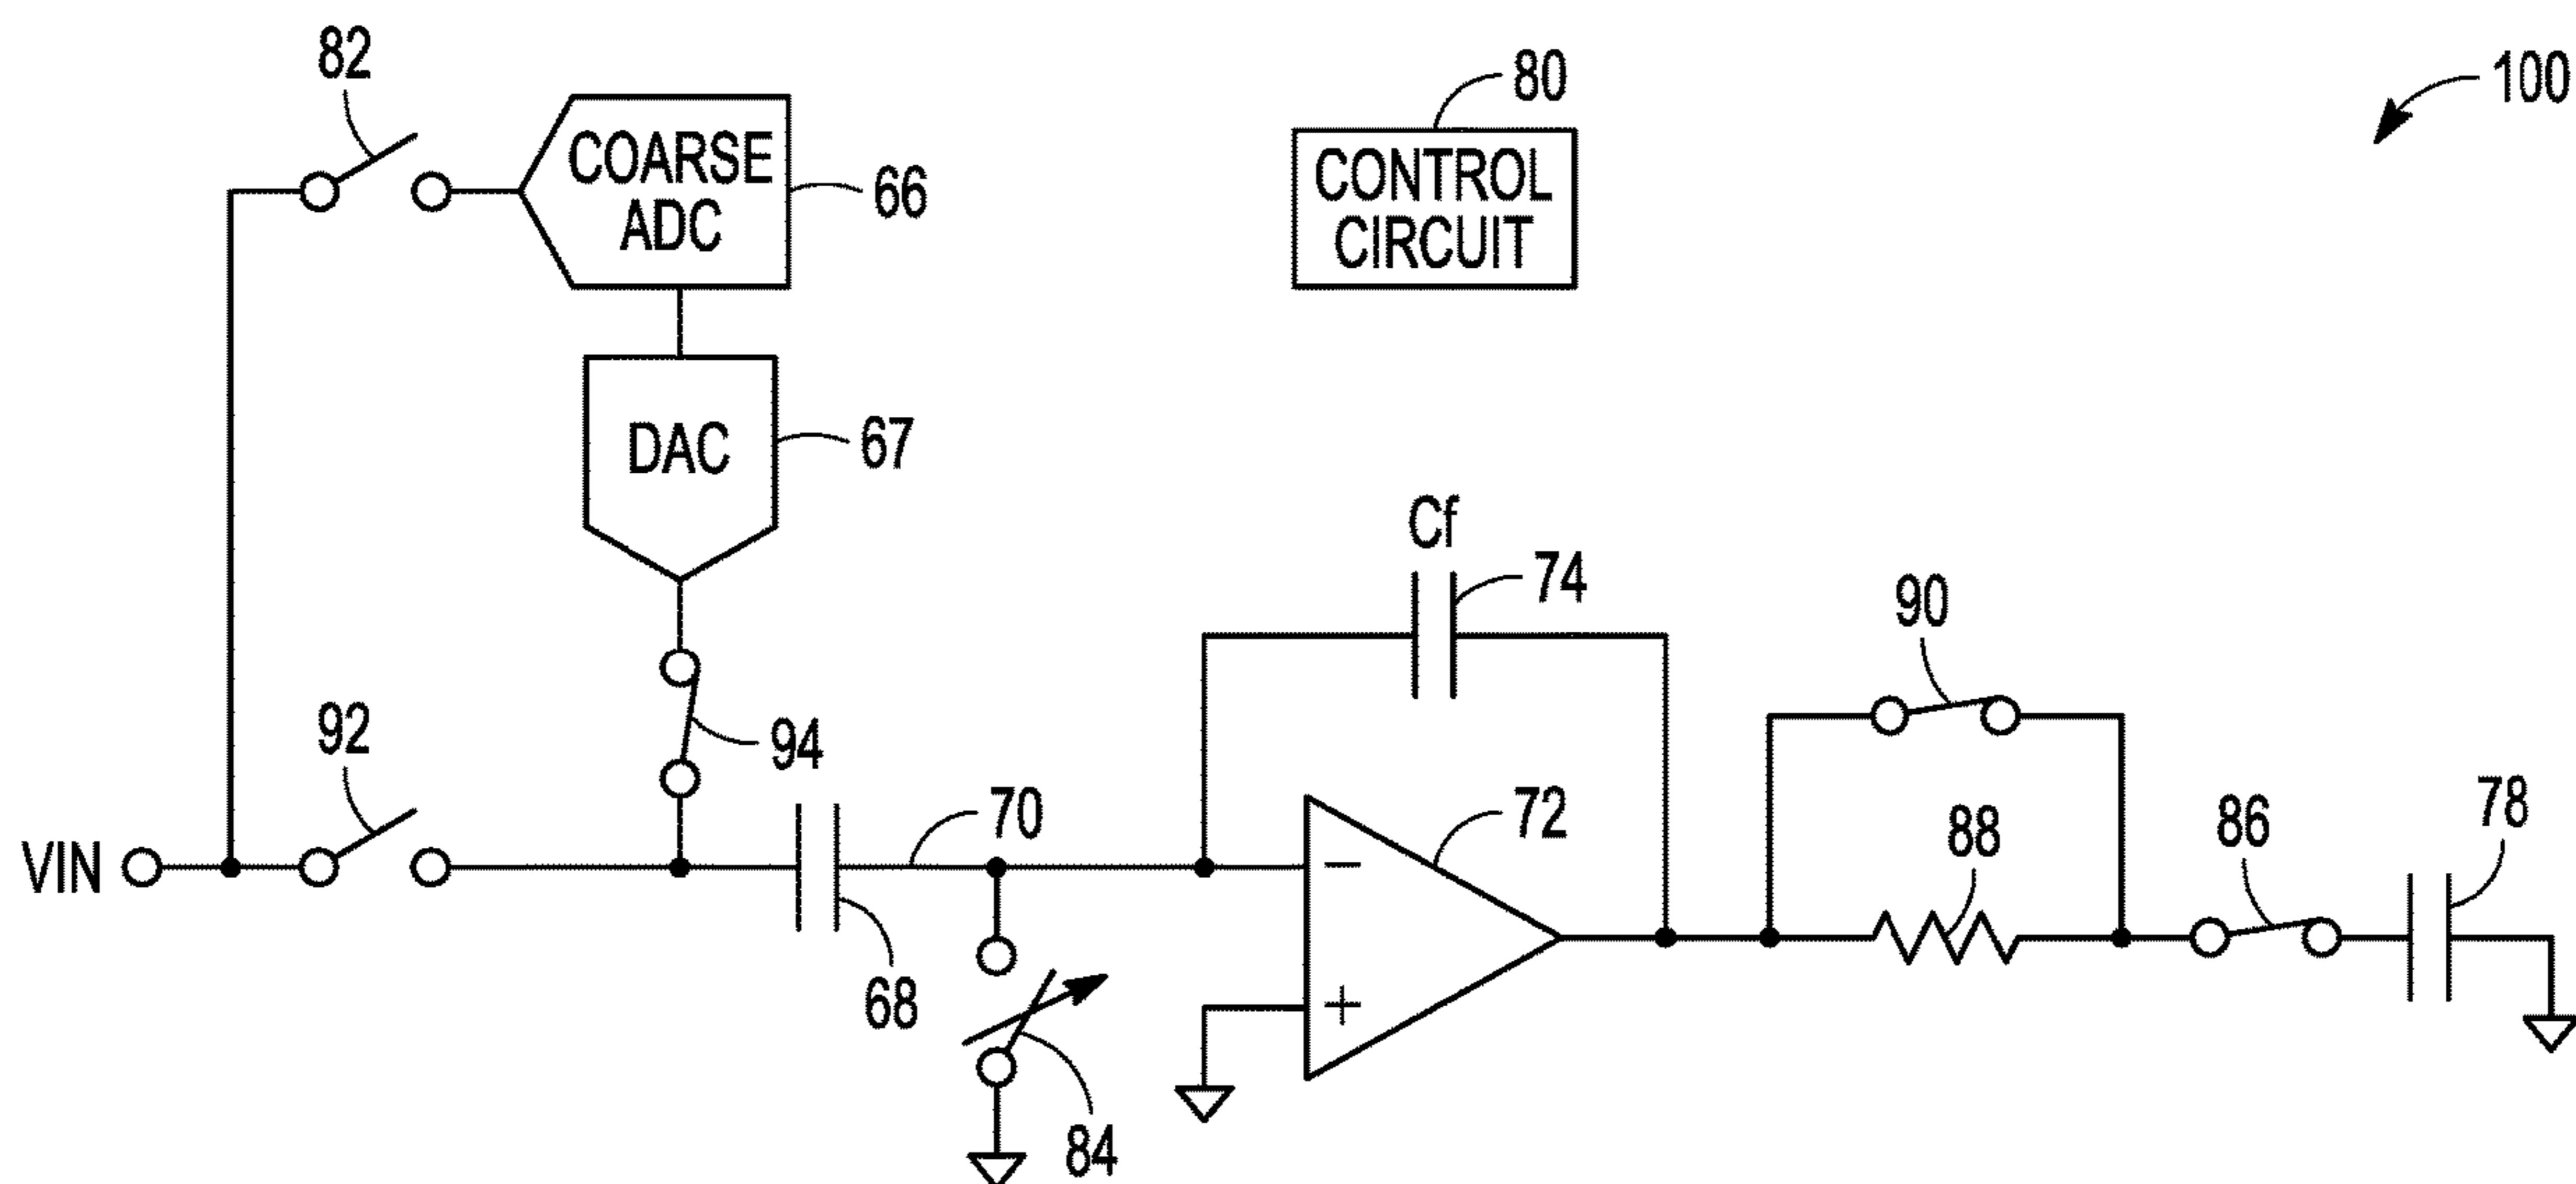 82
COARSE
ADC
66
80
CONTROL
CIRCUIT
100
DAC
67
Cf
74
90
92
94
70
72
88
86
78
VIN
−
+
68
84